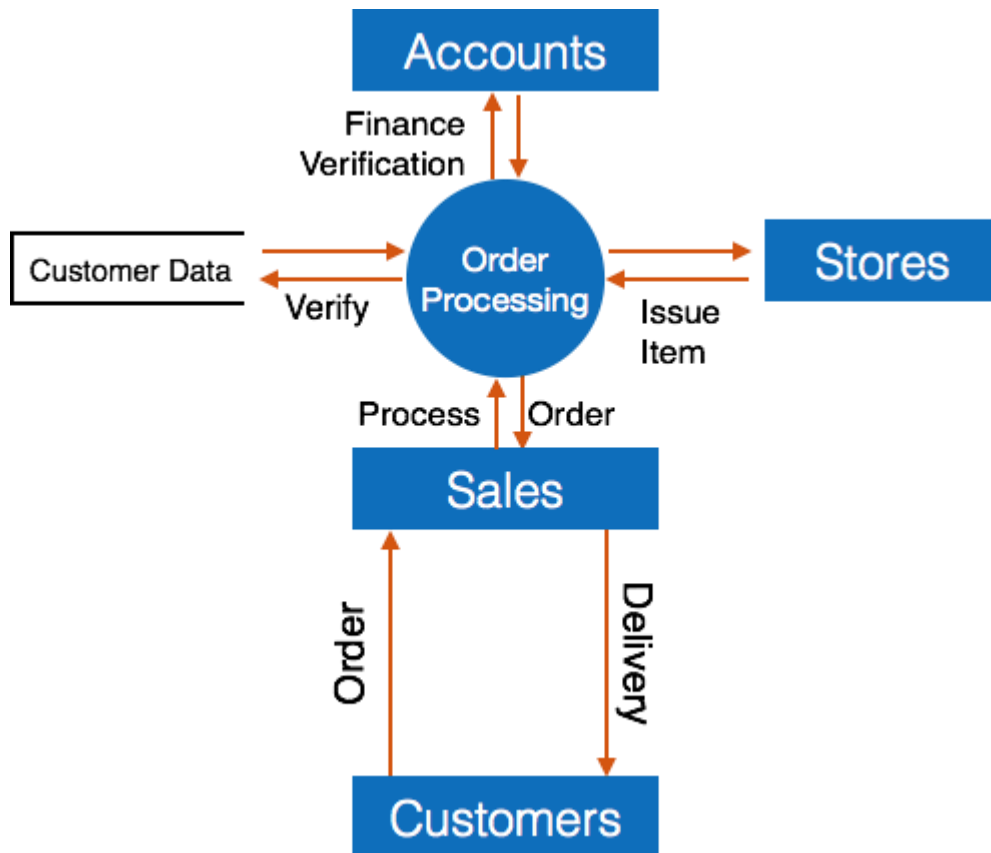 Accounts
Finance
Verification
Customer Data
Order
Processing
Stores
Verify
Issue
Item
Process
Order
Sales
Order
Delivery
Customers